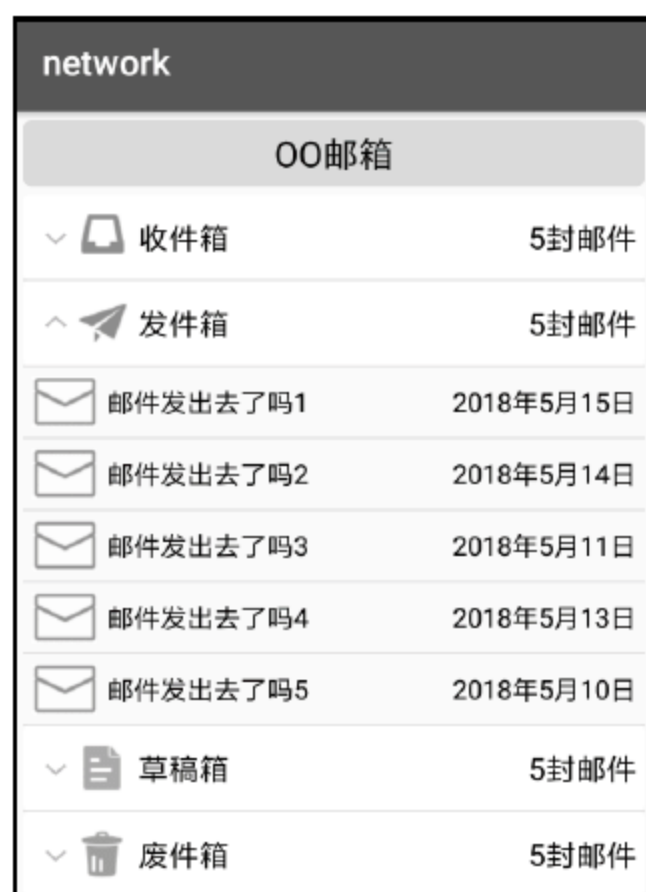 network
OO邮箱
收件箱 5封邮件
发件箱 5封邮件
邮件发出去了吗1 2018年5月15日
邮件发出去了吗2 2018年5月14日
邮件发出去了吗3 2018年5月11日
邮件发出去了吗4 2018年5月13日
邮件发出去了吗5 2018年5月10日
草稿箱 5封邮件
废件箱 5封邮件